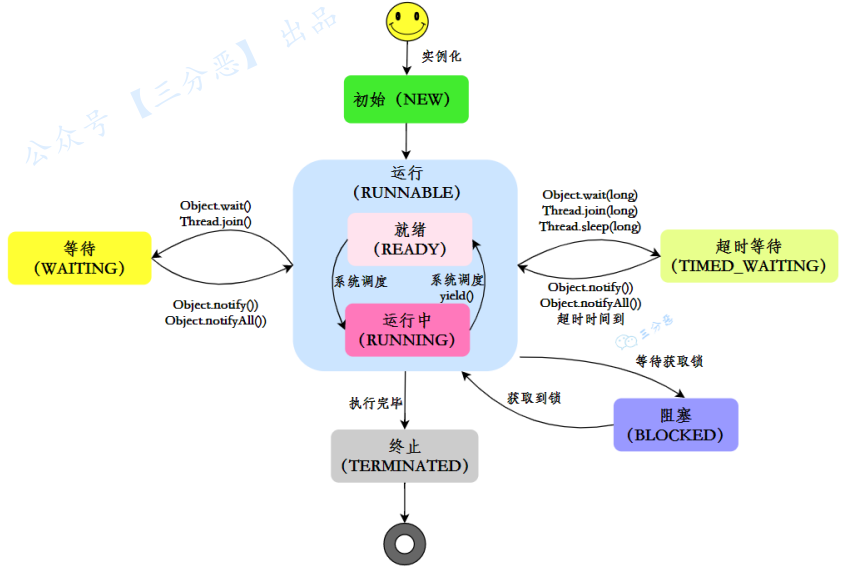 公众号 【三分恶】 出品
实例化
初始（NEW）
运行
（RUNNABLE）
就绪
（READY）
系统调度
系统调度
yield()
运行中
（RUNNING）
Object.wait()
Thread.join()
等待
（WAITING）
Object.notify())
Object.notifyAll())
Object.wait(long)
Thread.join(long)
Thread.sleep(long)
超时等待
（TIMED_WAITING）
Object.notify())
Object.notifyAll())
超时时间到
三分恶
等待获取锁
获取到锁
阻塞
（BLOCKED）
执行完毕
终止
（TERMINATED）